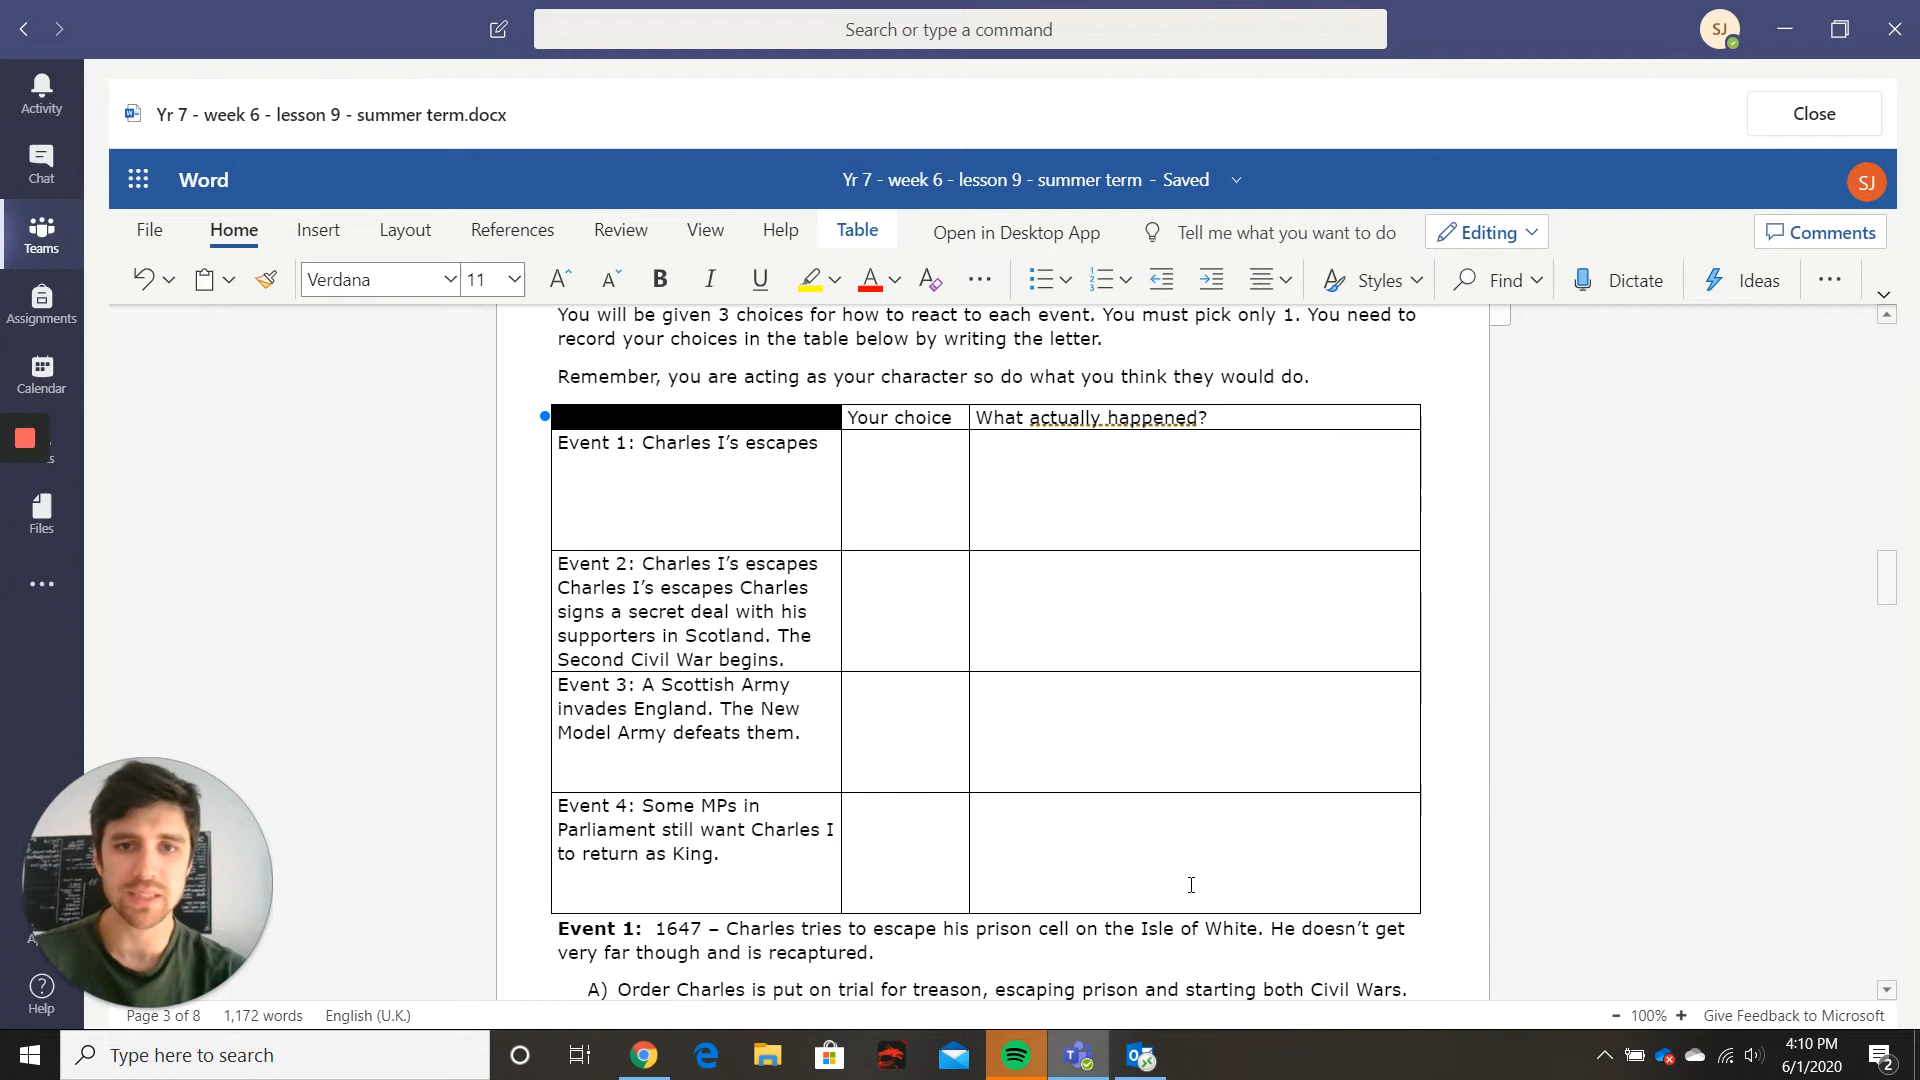 Search or type a command
SJ
Activity
Chat
Teams
Assignments
Calendar
Files
Help
Yr 7 - week 6 - lesson 9 - summer term.docx
Close
Word
Yr 7 - week 6 - lesson 9 - summer term - Saved
SJ
File Home Insert Layout References Review View Help Table Open in Desktop App Tell me what you want to do Editing Comments
Verdana 11 A A B I U A A Styles Find Dictate Ideas
You will be given 3 choices for how to react to each event. You must pick only 1. You need to
record your choices in the table below by writing the letter.
Remember, you are acting as your character so do what you think they would do.
Your choice What actually happened?
Event 1: Charles I’s escapes
Event 2: Charles I’s escapes
Charles I’s escapes Charles
signs a secret deal with his
supporters in Scotland. The
Second Civil War begins.
Event 3: A Scottish Army
invades England. The New
Model Army defeats them.
Event 4: Some MPs in
Parliament still want Charles I
to return as King.
Event 1: 1647 – Charles tries to escape his prison cell on the Isle of White. He doesn’t get
very far though and is recaptured.
A) Order Charles is put on trial for treason, escaping prison and starting both Civil Wars.
Page 3 of 8 1,172 words English (U.K.) 100% Give Feedback to Microsoft
Type here to search
4:10 PM
6/1/2020
2